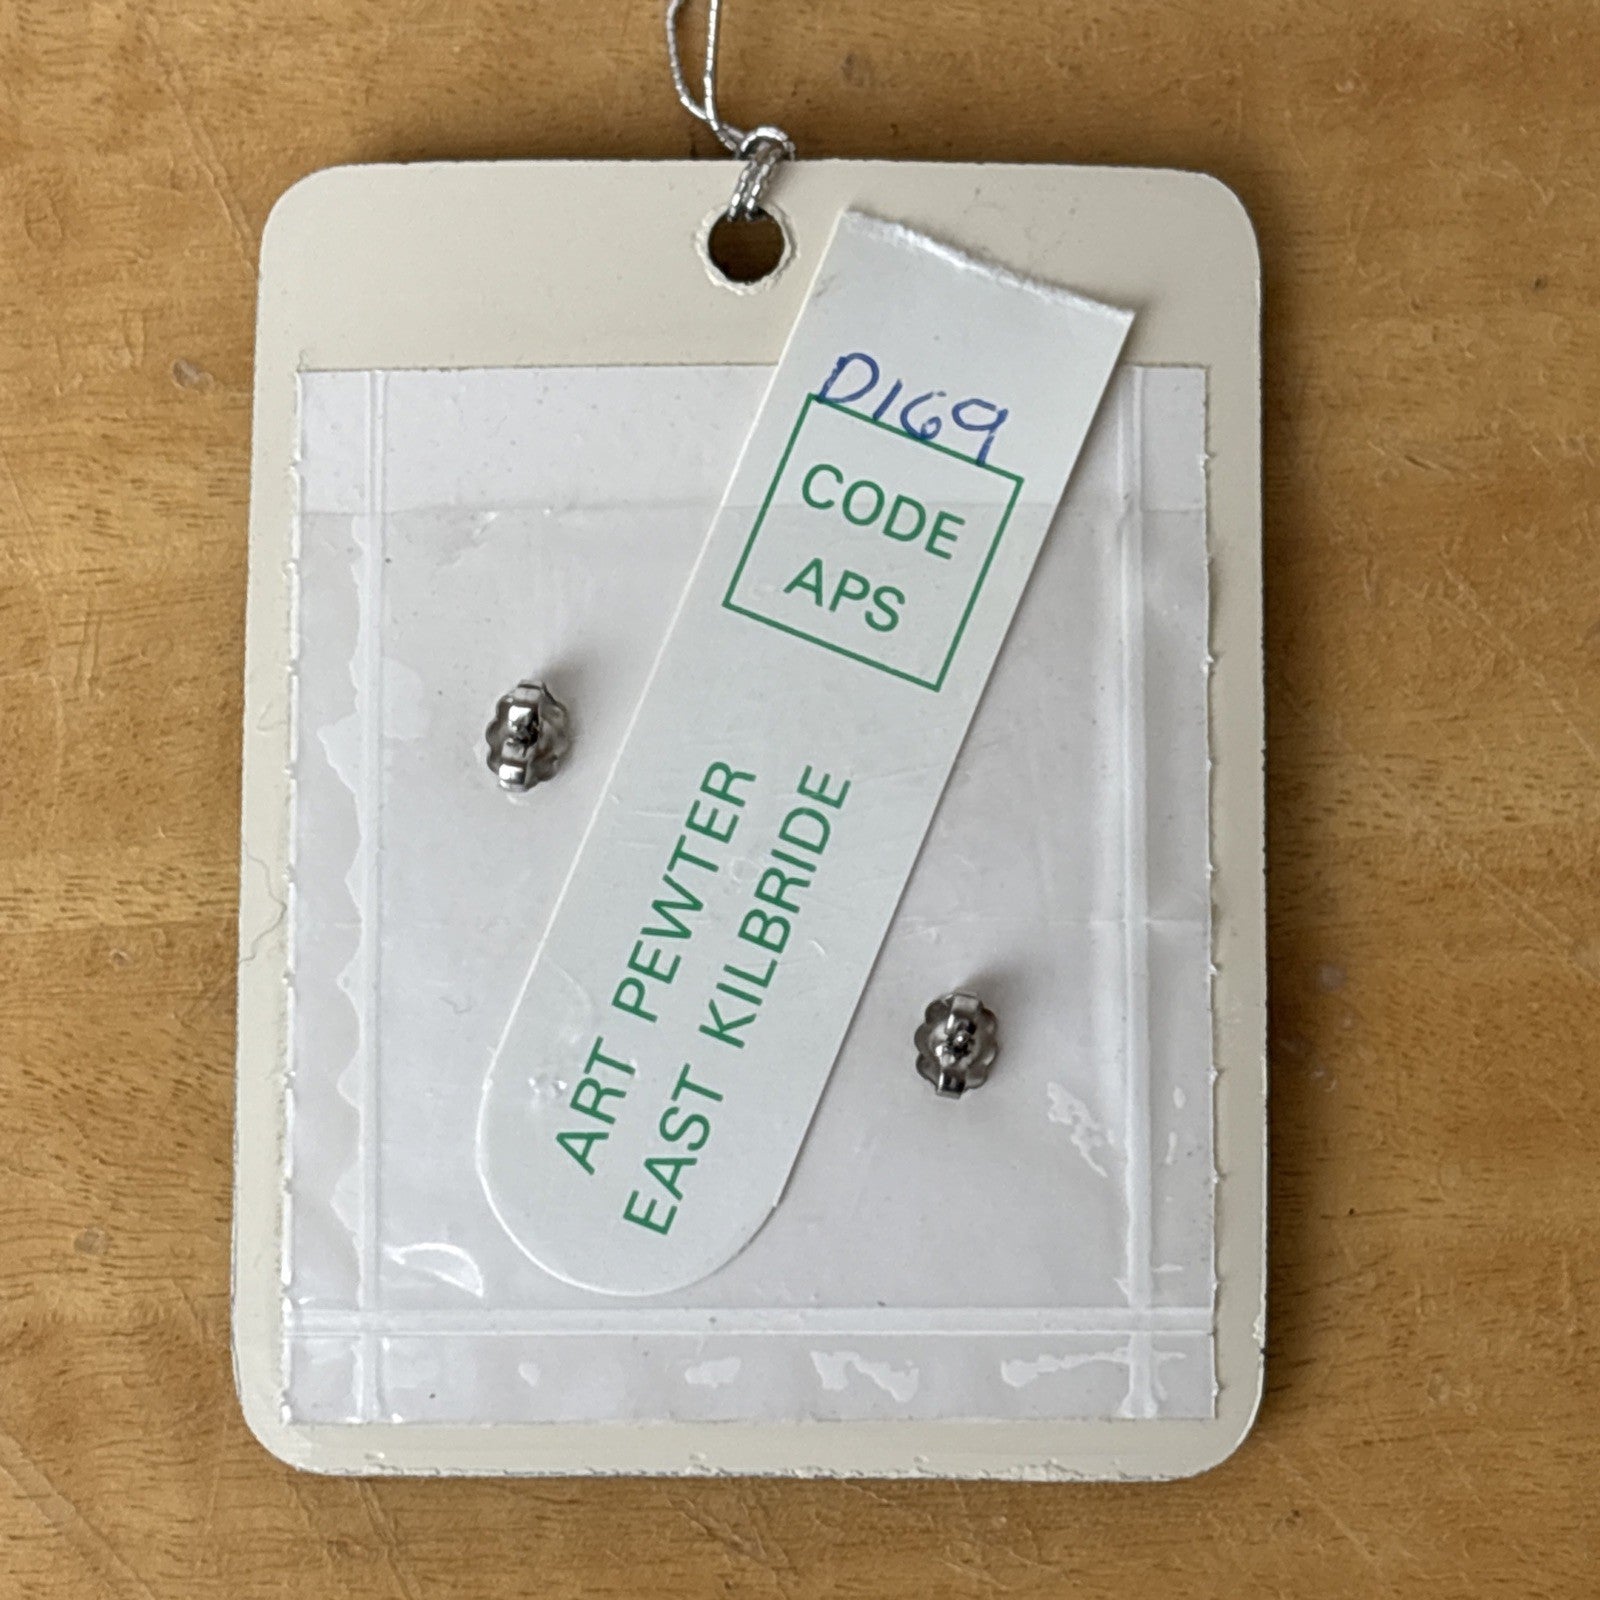 D169
CODE
APS
ART PEWTER
EAST KILBRIDE